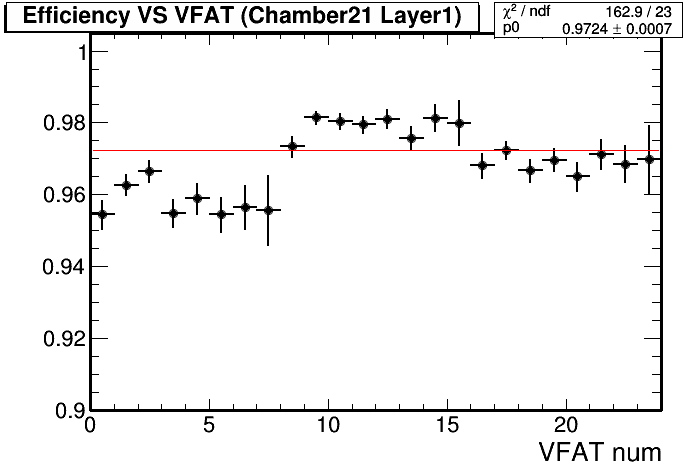 Efficiency VS VFAT (Chamber21 Layer1)
χ² / ndf 162.9 / 23
p0 0.9724 ± 0.0007
1
0.98
0.96
0.94
0.92
0.9
0 5 10 15 20
VFAT num